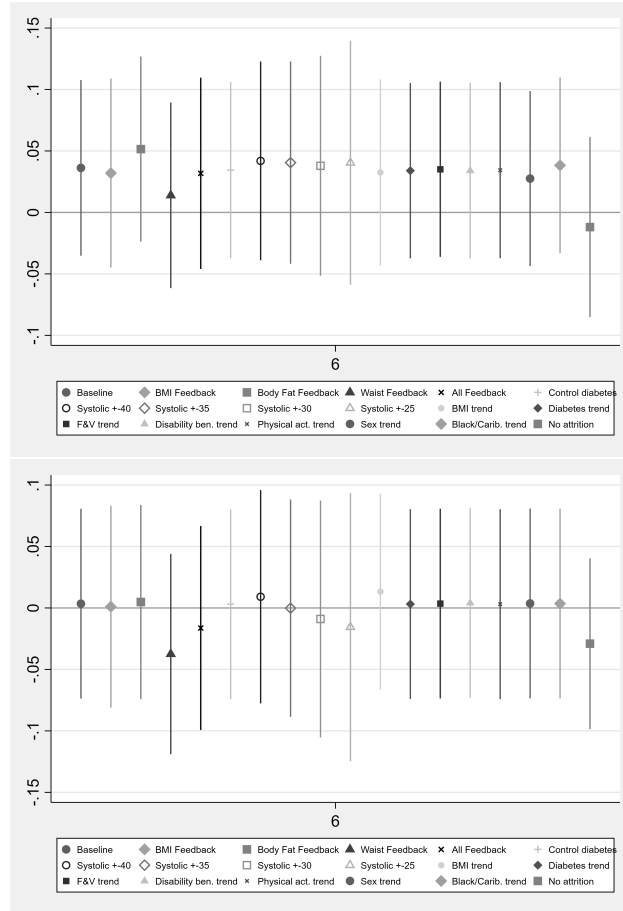 .15
.1
.05
0
-.05
-.1
6
Baseline BMI Feedback Body Fat Feedback Waist Feedback All Feedback Control diabetes
Systolic +-40 Systolic +-35 Systolic +-30 Systolic +-25 BMI trend Diabetes trend
F&V trend Disability ben. trend Physical act. trend Sex trend Black/Carib. trend No attrition
.1
.05
0
-.05
-.1
-.15
6
Baseline BMI Feedback Body Fat Feedback Waist Feedback All Feedback Control diabetes
Systolic +-40 Systolic +-35 Systolic +-30 Systolic +-25 BMI trend Diabetes trend
F&V trend Disability ben. trend Physical act. trend Sex trend Black/Carib. trend No attrition